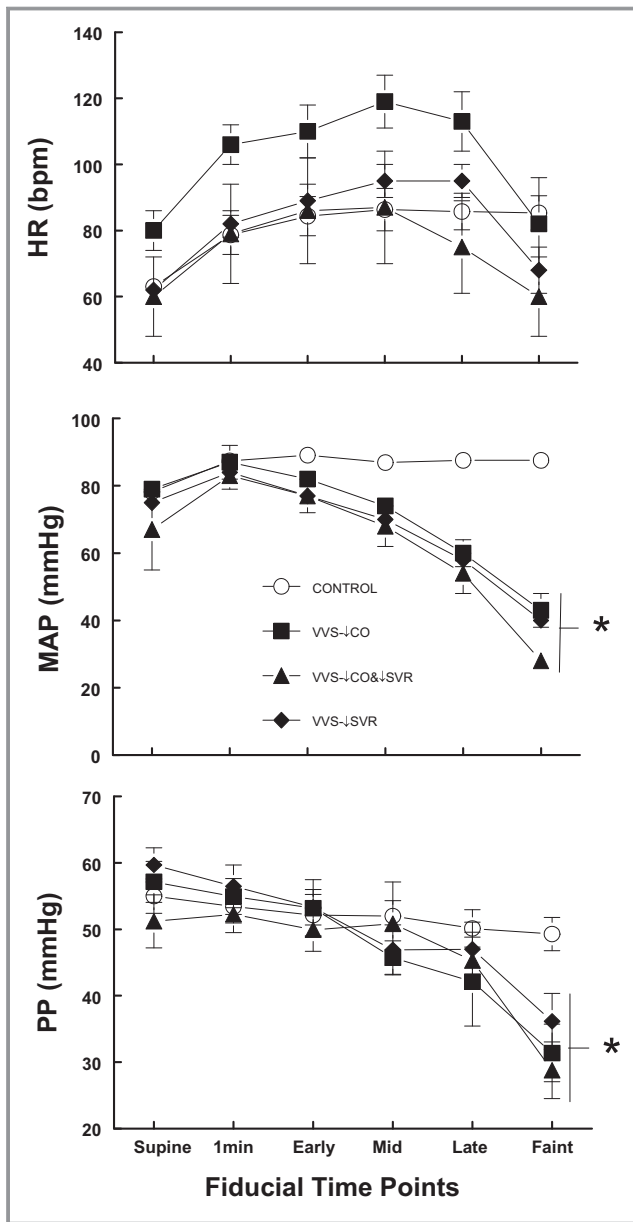 140
120
100
80
60
40
HR (bpm)
100
80
60
40
20
0
MAP (mmHg)
CONTROL
VVS-↓CO
VVS-↓CO&↓SVR
VVS-↓SVR
*
70
60
50
40
30
20
PP (mmHg)
*
Supine 1min Early Mid Late Faint
Fiducial Time Points